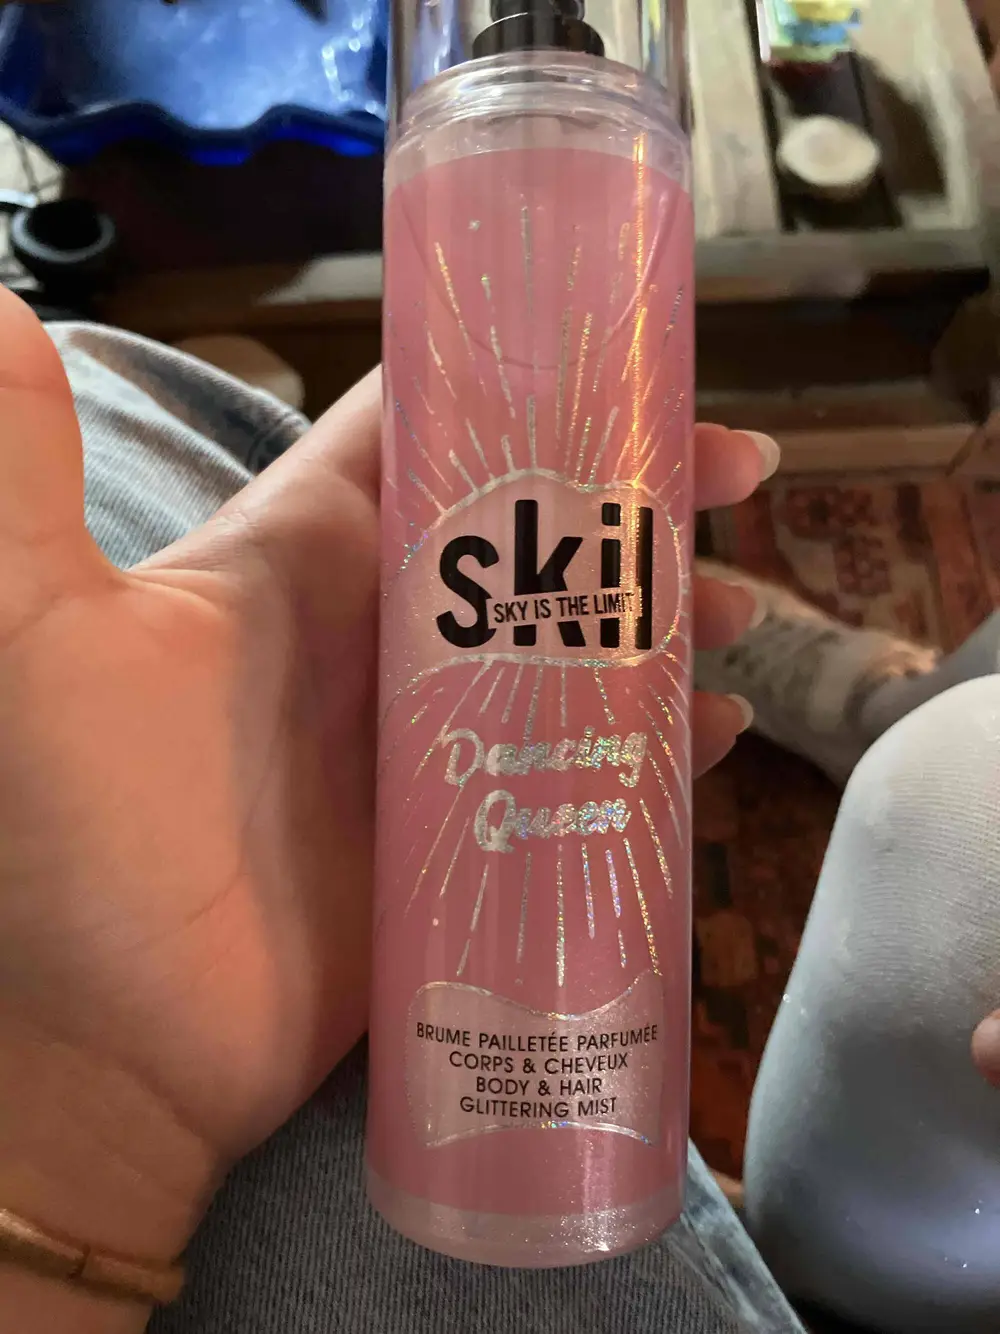 skil
SKY IS THE LIMIT
Dancing
Queen
BRUME PAILLETÉE PARFUMÉE
CORPS & CHEVEUX
BODY & HAIR
GLITTERING MIST